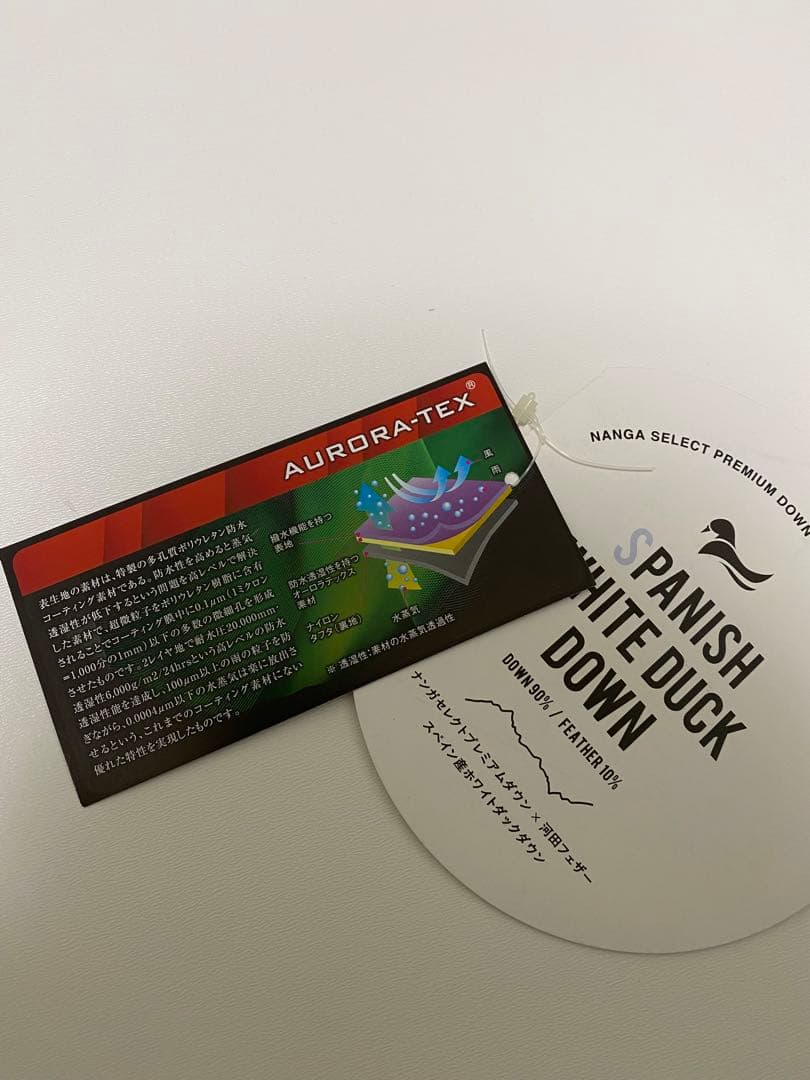 AURORA-TEX®
表生地の素材は、特製の多孔質ポリウレタン防水
コーティング素材である。防水性を高めると蒸気／
透湿性が低下するという問題を高レベルで解決
した素材で、超微粒子をポリウレタン樹脂に含有
されることでコーティング膜中に0.1μm（1ミクロン
=1,000分の1mm）以下の多数の微細孔を形成
させたものです。2レイヤ地で耐水圧20,000mm・
透湿性6,000g/m2/24hrsという高レベルの防水
透湿性能を達成し、100μm以上の雨の粒子を防
ぎながら、0.0004μm以下の水蒸気は楽に放出さ
せるという、これまでのコーティング素材にない
優れた特性を実現したものです。
風
雨
撥水機能を持つ
表地
防水透湿性を持つ
オーロラテックス
素材
ナイロン
タフタ（裏地）
水蒸気
※ 透湿性：素材の水蒸気透過性
NANGA SELECT PREMIUM DOWN
SPANISH
WHITE DUCK
DOWN
DOWN 90% / FEATHER 10%
ナンガセレクトプレミアムダウン × 河田フェザー
スペイン産ホワイトダックダウン